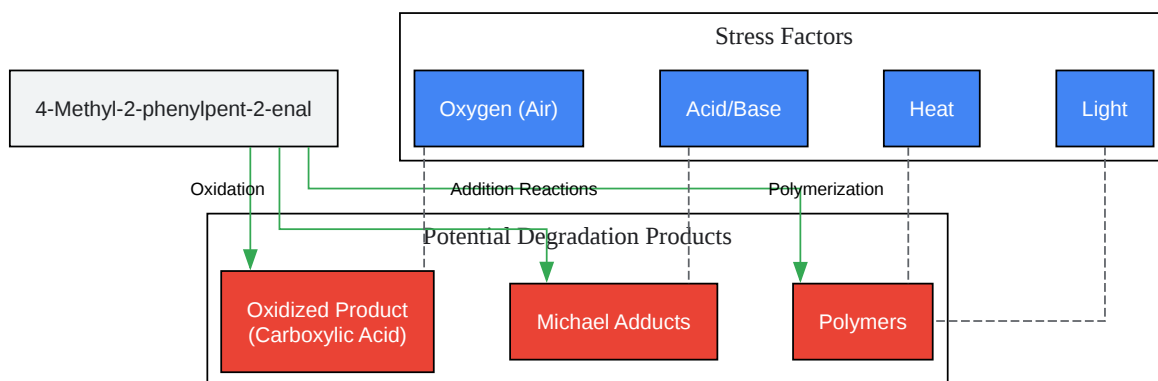 Stress Factors
4-Methyl-2-phenylpent-2-enal
Oxygen (Air)
Acid/Base
Heat
Light
Oxidation
Addition Reactions
Polymerization
Potential Degradation Products
Oxidized Product
(Carboxylic Acid)
Michael Adducts
Polymers